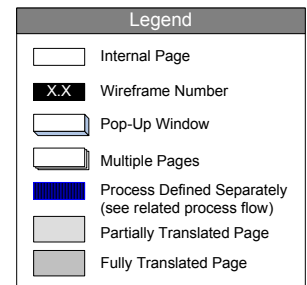 Legend
Internal Page
X.X Wireframe Number
Pop-Up Window
Multiple Pages
Process Defined Separately
(see related process flow)
Partially Translated Page
Fully Translated Page